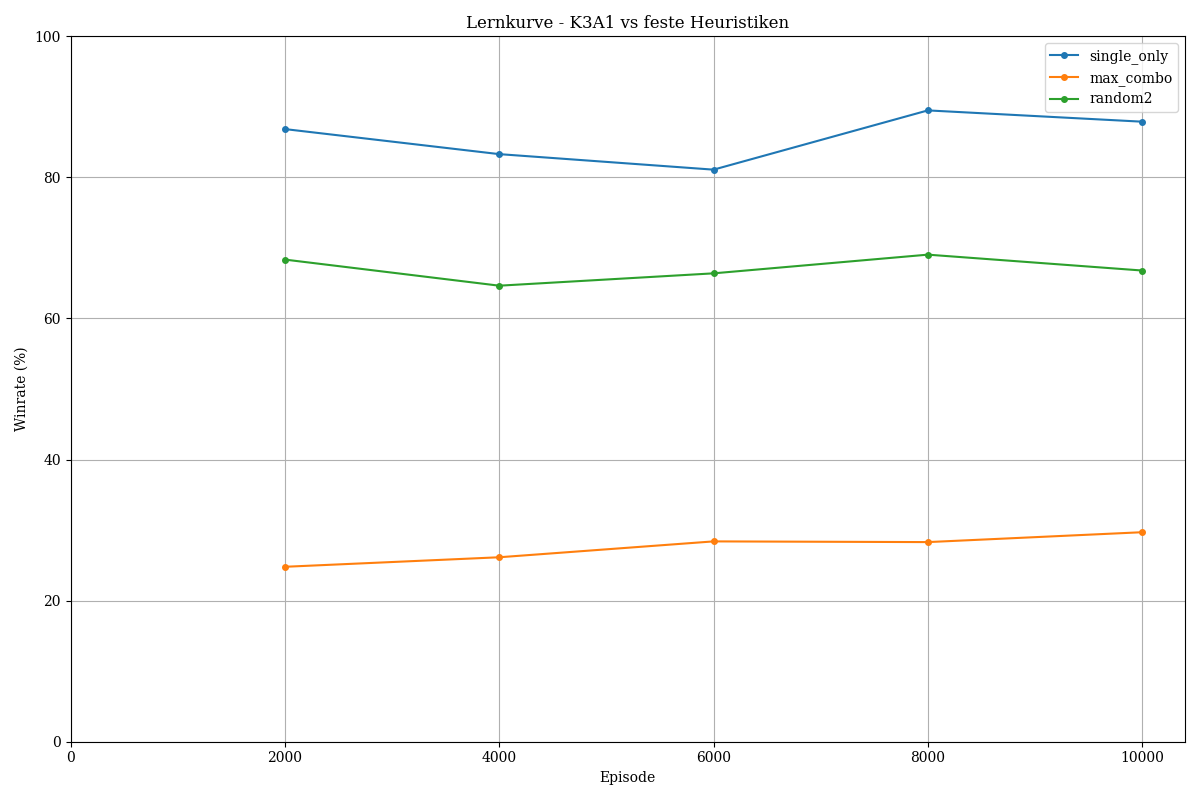 Lernkurve - K3A1 vs feste Heuristiken
100
80
60
40
20
0
Winrate (%)
single_only
max_combo
random2
0 2000 4000 6000 8000 10000
Episode